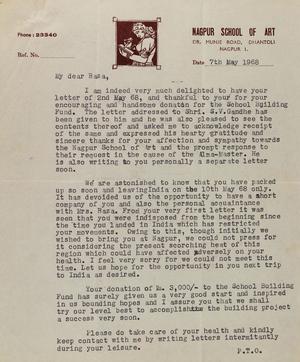 Phone : 23340
NAGPUR SCHOOL OF ART
DR. MUNJE ROAD, DHANTOLI
NAGPUR 1.
Ref. No.
Date 7th May 1968
My dear Raza,
I am indeed very much delighted to have your
letter of 2nd May 68, and thankful to you for your
encouraging and handsome donation for the School Building
Fund. The letter addressed to Shri. S.V.Gandhe has
been given to him and he was also pleased to see the
contents thereof and asked me to acknowledge receipt
of the same and expressed his hearty gratitude and
sincere thanks for your affection and sympathy towards
the Nagpur School of Art and the prompt response to
their request in the cause of the Alma-Matter. He
is also writing to you personally a separate letter
soon.
We are astonished to know that you have packed
up so soon and leaving India on the 10th May 68 only.
It has avoided us of the opportunity to have a short
company of you and also the personal acquaintance
with Mrs. Raza. From your very first letter it was
seen that you were indisposed from the beginning since
the time you landed in India which has restricted
your movements. Owing to this, though initially we
wished to bring you at Nagpur, but was not prefer for
it considering the present scorching heet of this
region which could have affected adversely on your
health. I feel very sorry for we could not meet this
time. Let us hope for the opportunity in you next trip
to India as desired.
Your donation of Rs. 3,000/- to the School Building
Fund has surely given us a very good start and inspired
in us bounding hopes and I assure you that we shall
try our level best to accomplish the building project
a success very soon.
Please do take care of your health and kindly
keep contact with me by writing letters intermittantly
during your leisure.
P.T.O.